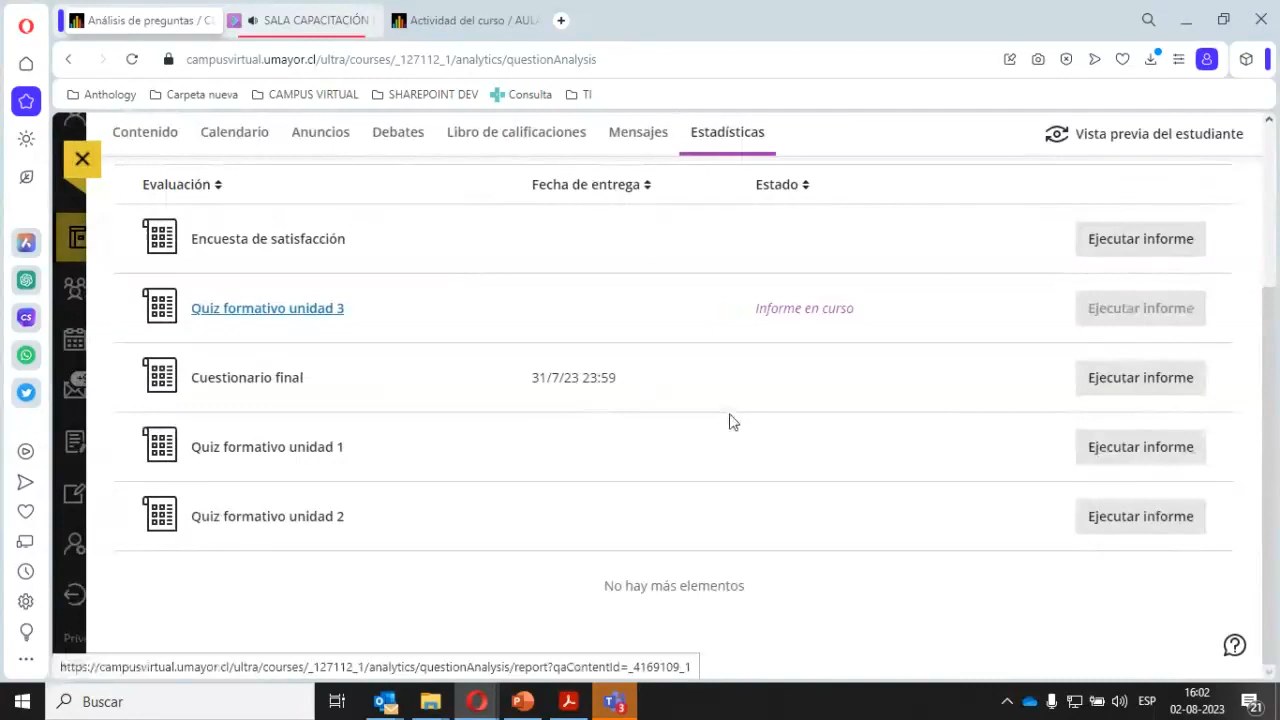 Análisis de preguntas / C
SALA CAPACITACIÓN
Actividad del curso / AULA
campusvirtual.umayor.cl/ultra/courses/_127112_1/analytics/questionAnalysis
Anthology
Carpeta nueva
CAMPUS VIRTUAL
SHAREPOINT DEV
Consulta
TI
Contenido
Calendario
Anuncios
Debates
Libro de calificaciones
Mensajes
Estadísticas
Vista previa del estudiante
Evaluación
Fecha de entrega
Estado
Encuesta de satisfacción
Ejecutar informe
Quiz formativo unidad 3
Informe en curso
Ejecutar informe
Cuestionario final
31/7/23 23:59
Ejecutar informe
Quiz formativo unidad 1
Ejecutar informe
Quiz formativo unidad 2
Ejecutar informe
No hay más elementos
CS
Priv
https://campusvirtual.umayor.cl/ultra/courses/_127112_1/analytics/questionAnalysis/report?qaContentId=_4169109_1
Buscar
3
ESP
16:02
02-08-2023
21